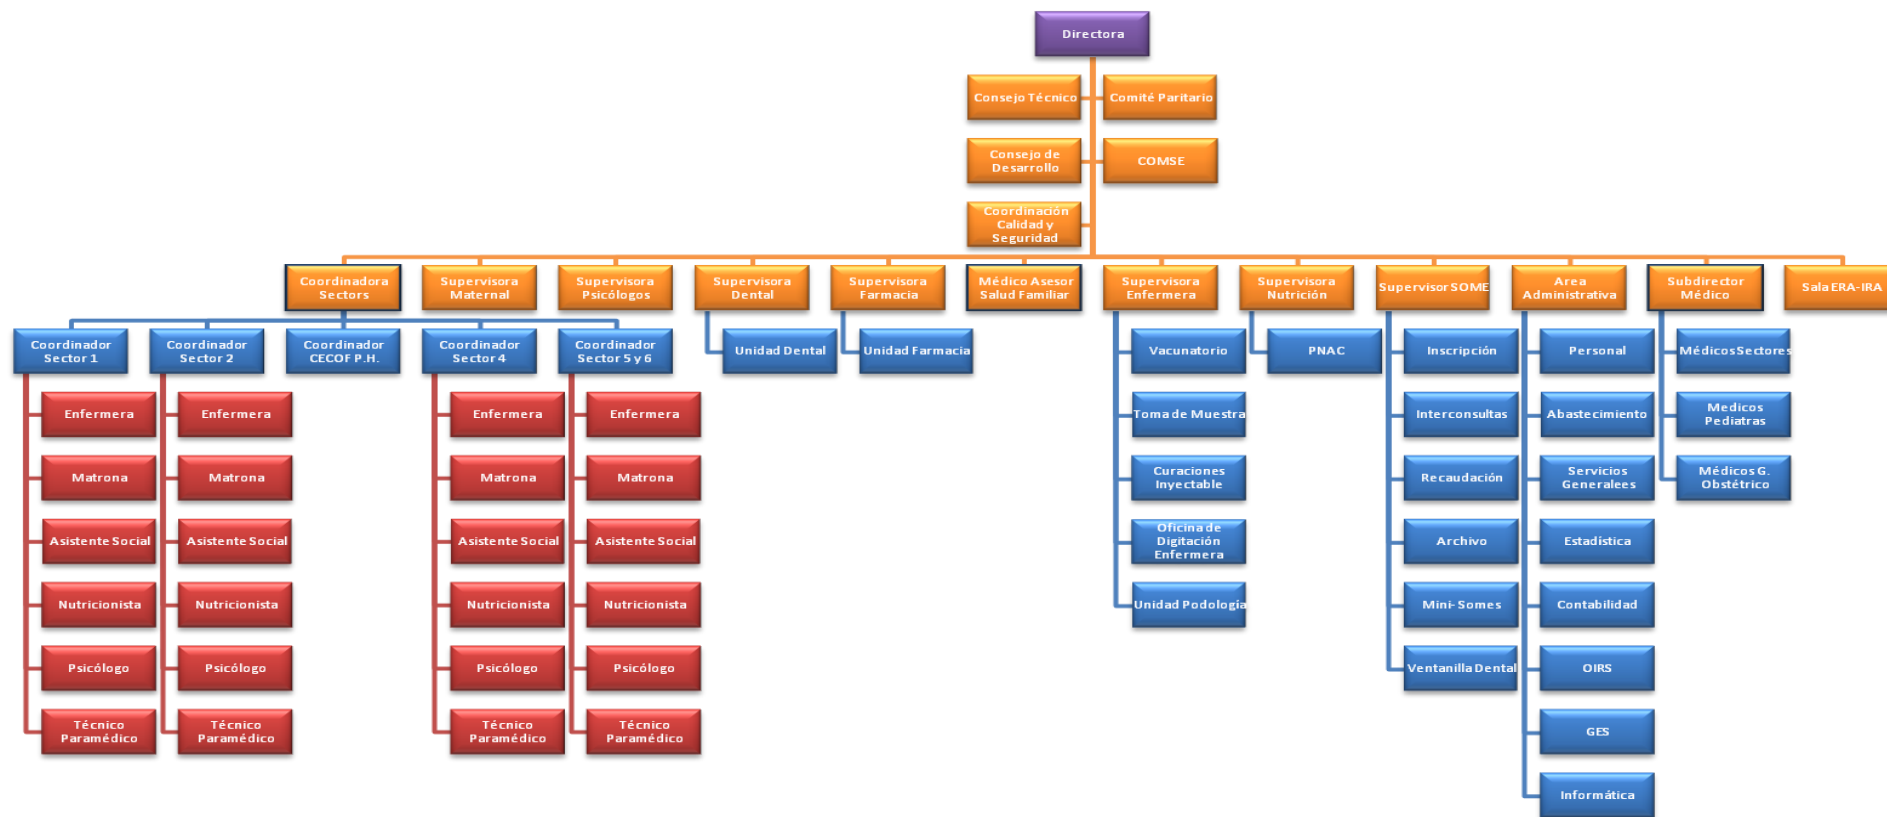 Directora
Consejo Técnico
Comité Paritario
Consejo de
Desarrollo
COMSE
Coordinación
Calidad y
Seguridad
Coordinadora
Sectors
Supervisora
Maternal
Supervisora
Psicólogos
Supervisora
Dental
Supervisora
Farmacia
Médico Asesor
Salud Familiar
Supervisora
Enfermera
Supervisora
Nutrición
Supervisor SOME
Area
Administrativa
Subdirector
Médico
Sala ERA-IRA
Coordinador
Sector 1
Coordinador
Sector 2
Coordinador
CECOF P.H.
Coordinador
Sector 4
Coordinador
Sector 5 y 6
Unidad Dental
Unidad Farmacia
Vacunatorio
PNAC
Inscripción
Personal
Médicos Sectores
Enfermera
Enfermera
Enfermera
Enfermera
Toma de Muestra
Interconsultas
Abastecimiento
Medicos
Pediatras
Matrona
Matrona
Matrona
Matrona
Curaciones
Inyectable
Recaudación
Servicios
Generalees
Médicos G.
Obstétrico
Asistente Social
Asistente Social
Asistente Social
Asistente Social
Oficina de
Digitación
Enfermera
Archivo
Estadística
Nutricionista
Nutricionista
Nutricionista
Nutricionista
Unidad Podología
Mini- Somes
Contabilidad
Psicólogo
Psicólogo
Psicólogo
Psicólogo
Ventanilla Dental
OIRS
Técnico
Paramédico
Técnico
Paramédico
Técnico
Paramédico
Técnico
Paramédico
GES
Informática